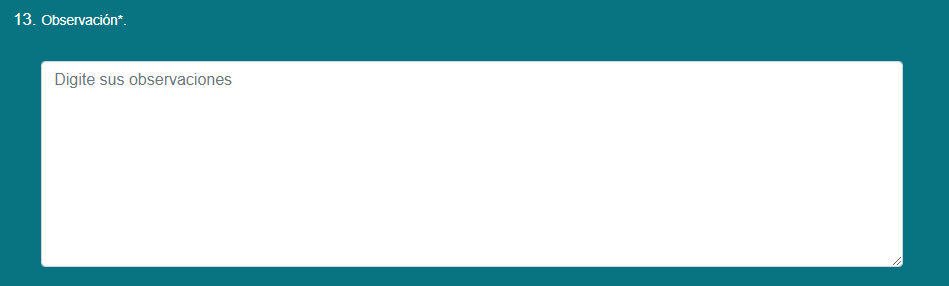 13. Observación*.
Digite sus observaciones